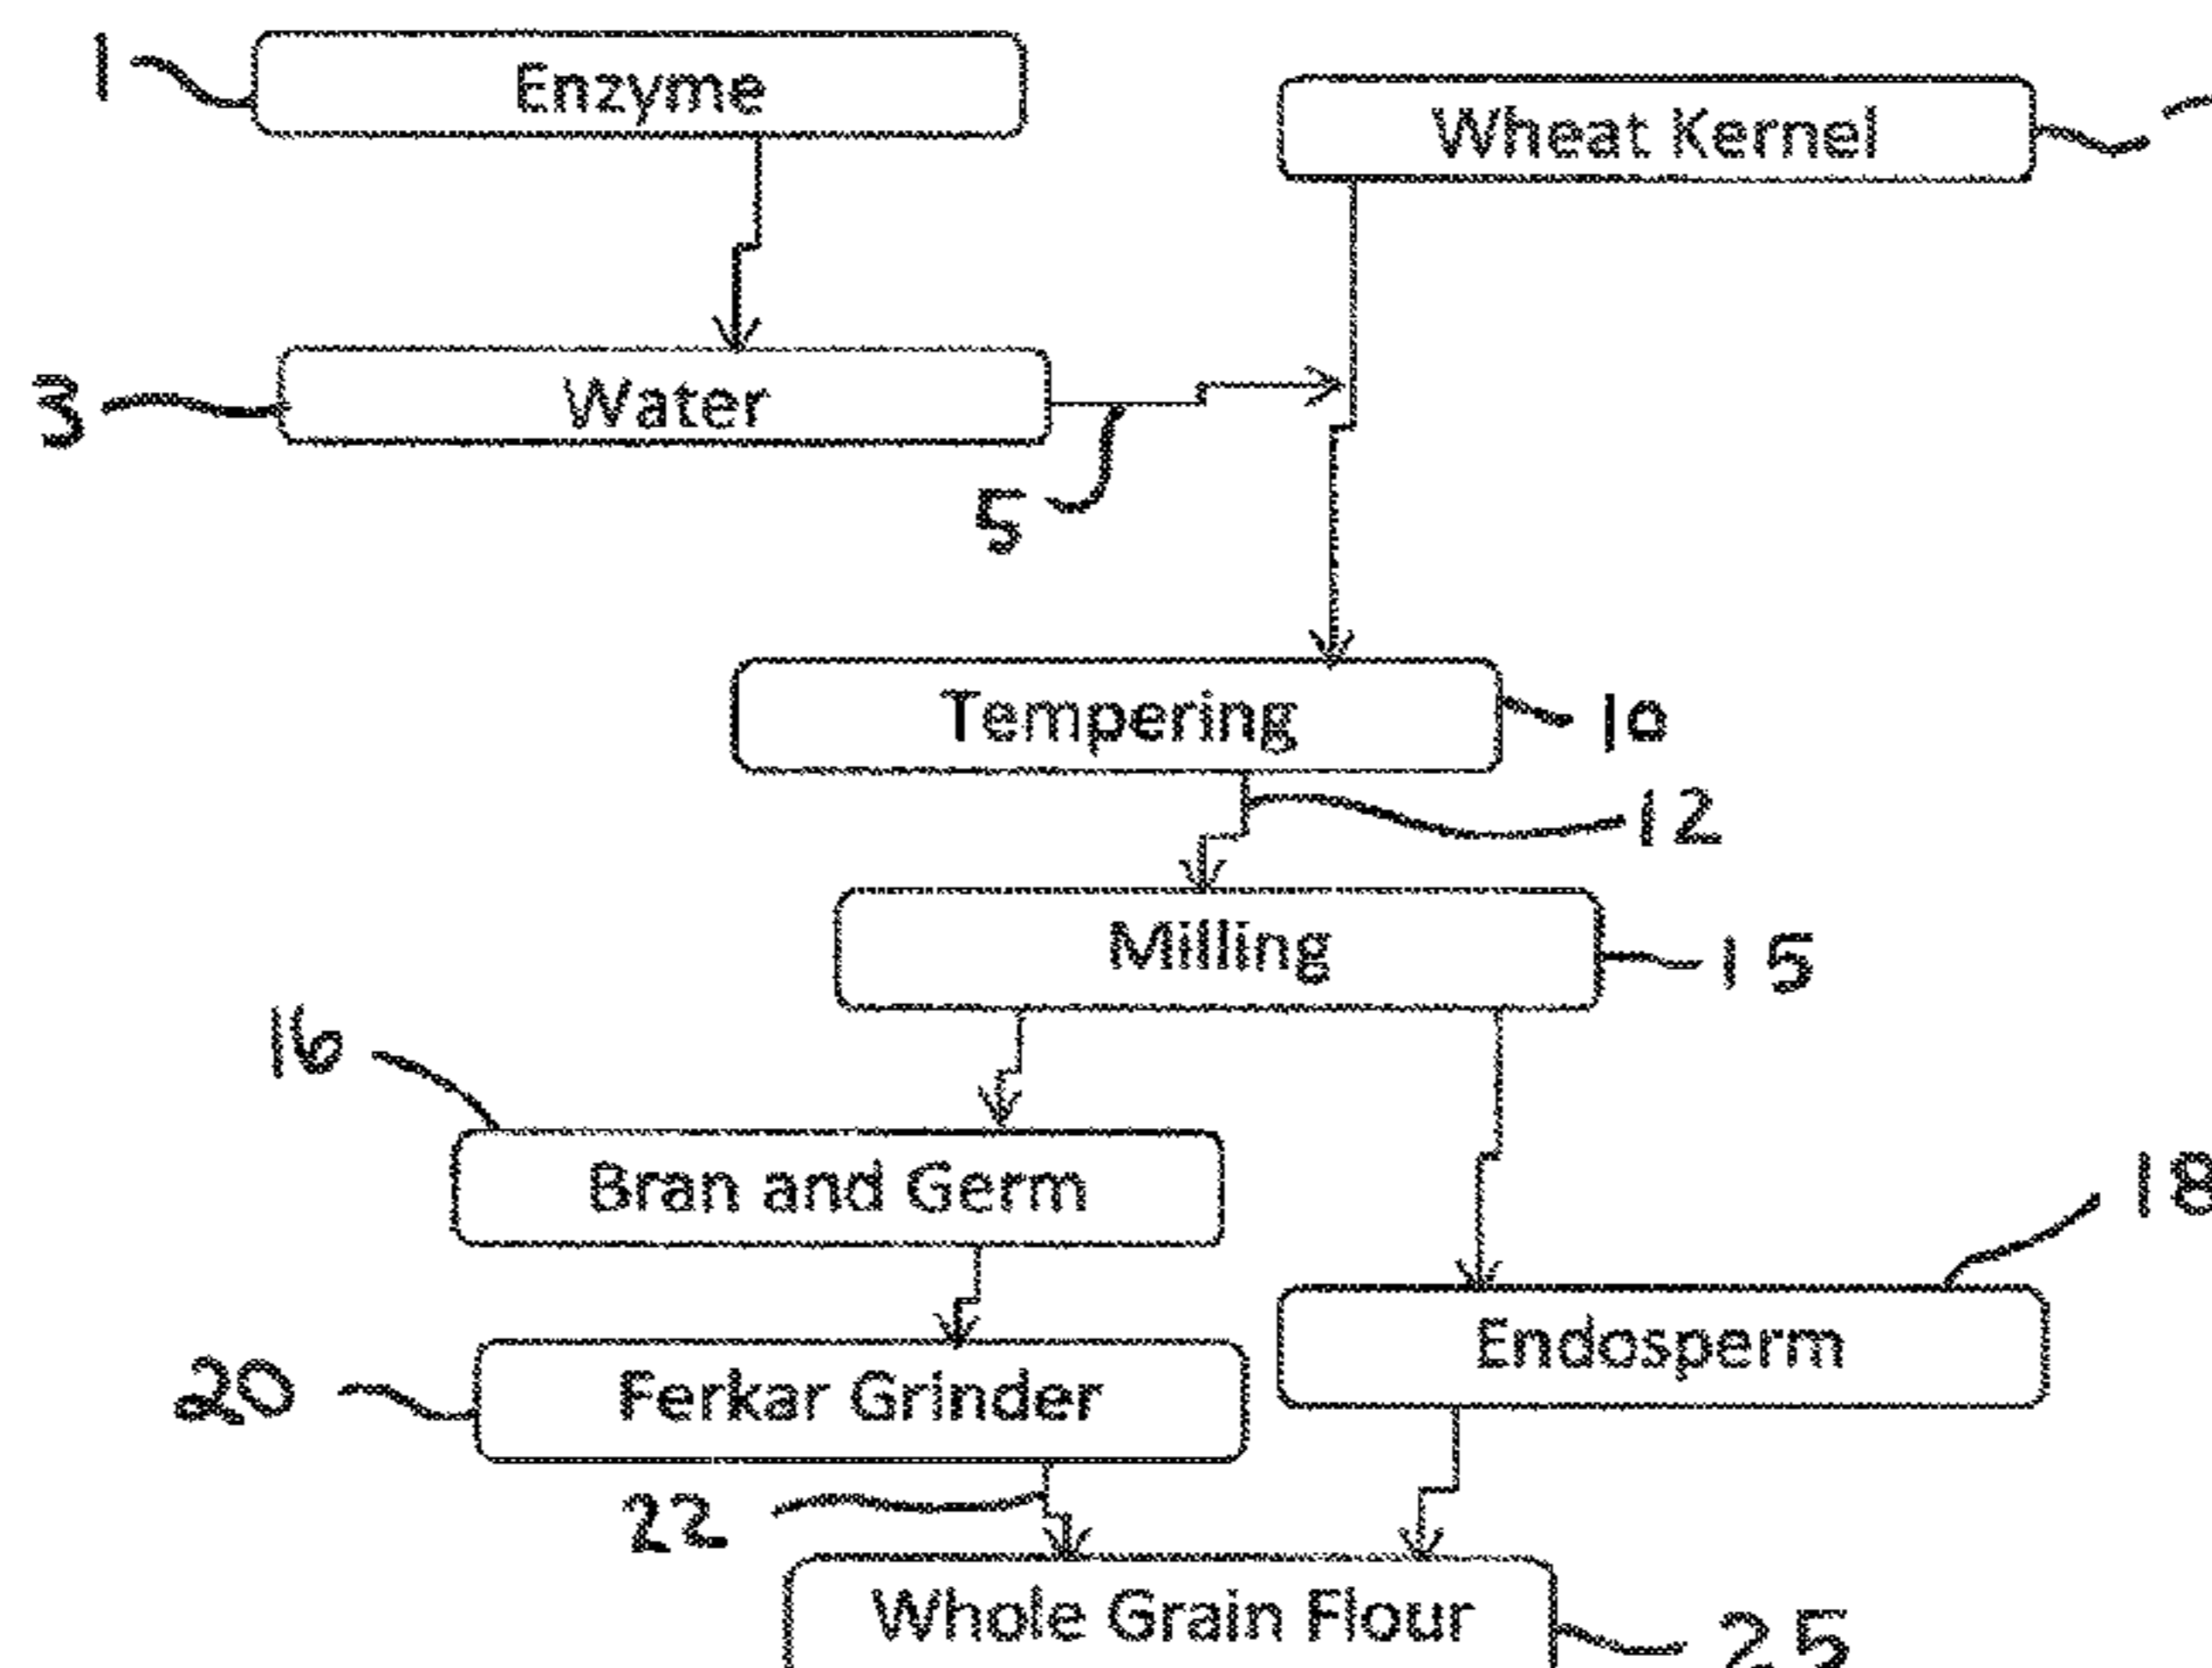 1
Enzyme
Wheat Kernel
3
Water
5
Tempering
10
12
Milling
15
16
Bran and Germ
18
Endosperm
20
Ferkar Grinder
22
Whole Grain Flour
25